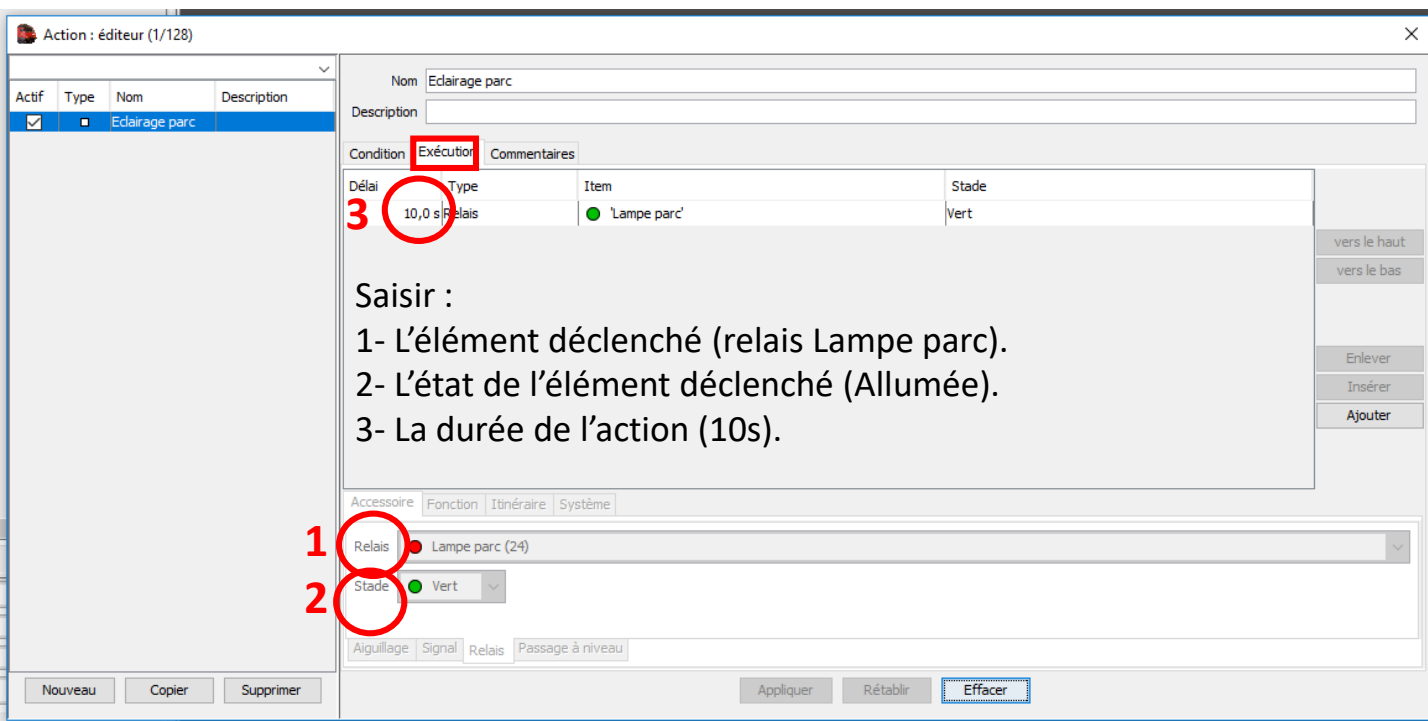 Action : éditeur (1/128)
Actif Type Nom Description
Eclairage parc
Nouveau Copier Supprimer
Nom Eclairage parc
Description
Condition Exécution Commentaires
Délai Type Item Stade
3 10,0 s Relais 'Lampe parc' Vert
vers le haut
vers le bas
Saisir :
1- L’élément déclenché (relais Lampe parc).
2- L’état de l’élément déclenché (Allumée).
3- La durée de l’action (10s).
Enlever
Insérer
Ajouter
Accessoire Fonction Itinéraire Système
1 Relais Lampe parc (24)
2 Stade Vert
Aiguillage Signal Relais Passage à niveau
Appliquer Rétablir Effacer